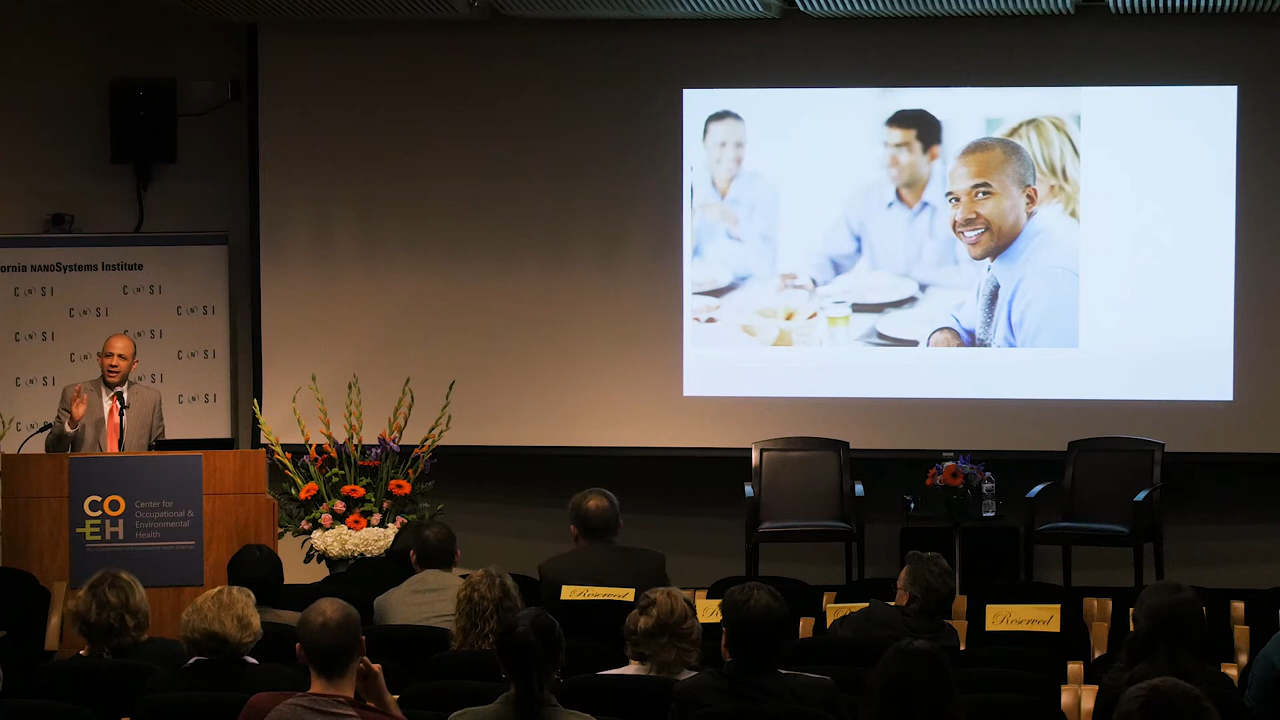 ornia NANOSystems Institute
CNSI CNSI
CNSI CNSI
CNSI CNSI
CNSI CNSI
CNSI CNSI
CNSI
CO
EH
Center for
Occupational &
Environmental
Health
Reserved
Reserved